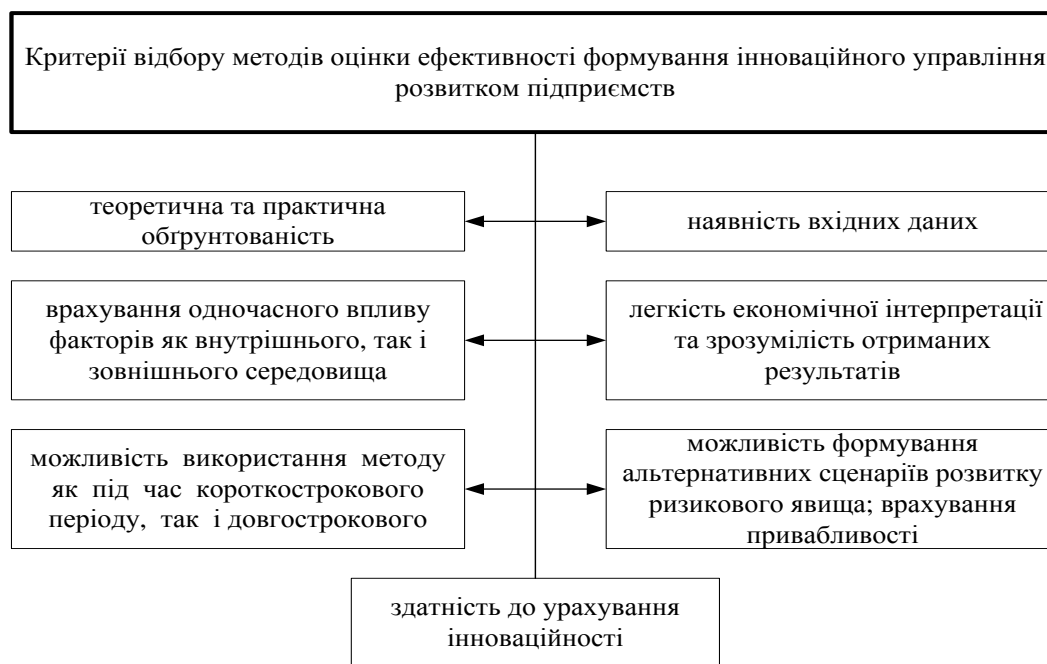 Критерії відбору методів оцінки ефективності формування інноваційного управління
розвитком підприємств
теоретична та практична
обґрунтованість
наявність вхідних даних
врахування одночасного впливу
факторів як внутрішнього, так і
зовнішнього середовища
легкість економічної інтерпретації
та зрозумілість отриманих
результатів
можливість використання методу
як під час короткострокового
періоду, так і довгострокового
можливість формування
альтернативних сценаріїв розвитку
ризикового явища; врахування
привабливості
здатність до урахування
інноваційності